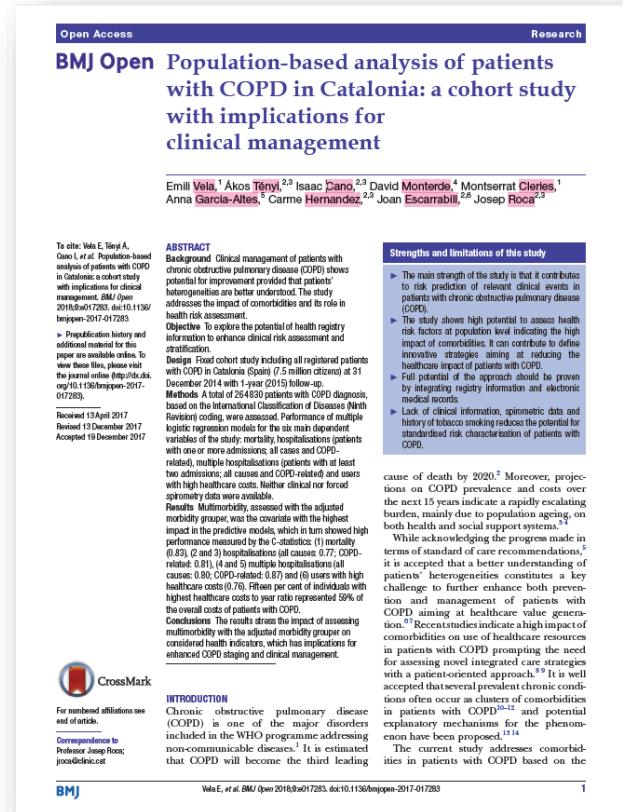 Open Access
Research
BMJ Open
Population-based analysis of patients
with COPD in Catalonia: a cohort study
with implications for
clinical management
Emili Vela,1 Ákos Tényi,2,3 Isaac Cano,2,3 David Monterde,4 Montserrat Cleries,1
Anna Garcia-Altes,5 Carme Hernandez,2,3 Joan Escarrabill,2,6 Josep Roca2,3
To cite: Vela E, Tényi Á,
Cano I, et al. Population-based
analysis of patients with COPD
in Catalonia: a cohort study
with implications for clinical
management. BMJ Open
2018;0:e017283. doi:10.1136/
bmjopen-2017-017283
► Prepublication history and
additional material for this
paper are available online. To
view these files, please visit
the journal online (http://dx.doi.
org/10.1136/bmjopen-2017-
017283).
Received 13 April 2017
Revised 13 December 2017
Accepted 19 December 2017
CrossMark
For numbered affiliations see
end of article.
Correspondence to
Professor Josep Roca;
jroca@clinic.cat
ABSTRACT
Background Clinical management of patients with
chronic obstructive pulmonary disease (COPD) shows
potential for improvement provided that patients'
heterogeneities are better understood. The study
addresses the impact of comorbidities and its role in
health risk assessment.
Objective To explore the potential of health registry
information to enhance clinical risk assessment and
stratification.
Design Fixed cohort study including all registered patients
with COPD in Catalonia (Spain) (7.5 million citizens) at 31
December 2014 with 1-year (2015) follow-up.
Methods A total of 264 830 patients with COPD diagnosis,
based on the International Classification of Diseases (Ninth
Revision) coding, were assessed. Performance of multiple
logistic regression models for the six main dependent
variables of the study: mortality, hospitalisations (patients
with one or more admissions; all cases and COPD-
related), multiple hospitalisations (patients with at least
two admissions; all causes and COPD-related) and users
with high healthcare costs. Neither clinical nor forced
spirometry data were available.
Results Multimorbidity, assessed with the adjusted
morbidity grouper, was the covariate with the highest
impact in the predictive models, which in turn showed high
performance measured by the C-statistics: (1) mortality
(0.83), (2 and 3) hospitalisations (all causes: 0.77; COPD-
related: 0.81), (4 and 5) multiple hospitalisations (all
causes: 0.80; COPD-related: 0.87) and (6) users with high
healthcare costs (0.76). Fifteen per cent of individuals with
highest healthcare costs to year ratio represented 59% of
the overall costs of patients with COPD.
Conclusions The results stress the impact of assessing
multimorbidity with the adjusted morbidity grouper on
considered health indicators, which has implications for
enhanced COPD staging and clinical management.
INTRODUCTION
Chronic obstructive pulmonary disease
(COPD) is one of the major disorders
included in the WHO programme addressing
non-communicable diseases.1 It is estimated
that COPD will become the third leading
Strengths and limitations of this study
► The main strength of the study is that it contributes
to risk prediction of relevant clinical events in
patients with chronic obstructive pulmonary disease
(COPD).
► The study shows high potential to assess health
risk factors at population level indicating the high
impact of comorbidities. It can contribute to define
innovative strategies aiming at reducing the
healthcare impact of patients with COPD.
► Full potential of the approach should be proven
by integrating registry information and electronic
medical records.
► Lack of clinical information, spirometric data and
history of tobacco smoking reduces the potential for
standardised risk characterisation of patients with
COPD.
cause of death by 2020.2 Moreover, projec-
tions on COPD prevalence and costs over
the next 15 years indicate a rapidly escalating
burden, mainly due to population ageing, on
both health and social support systems.3 4
While acknowledging the progress made in
terms of standard of care recommendations,5
it is accepted that a better understanding of
patients' heterogeneities constitutes a key
challenge to further enhance both preven-
tion and management of patients with
COPD aiming at healthcare value genera-
tion.6 7 Recent studies indicate a high impact of
comorbidities on use of healthcare resources
in patients with COPD prompting the need
for assessing novel integrated care strategies
with a patient-oriented approach.8 9 It is well
accepted that several prevalent chronic condi-
tions often occur as clusters of comorbidities
in patients with COPD10–12 and potential
explanatory mechanisms for the phenom-
enon have been proposed.13 14
The current study addresses comorbid-
ities in patients with COPD based on the
BMJ
Vela E, et al. BMJ Open 2018;0:e017283. doi:10.1136/bmjopen-2017-017283
1